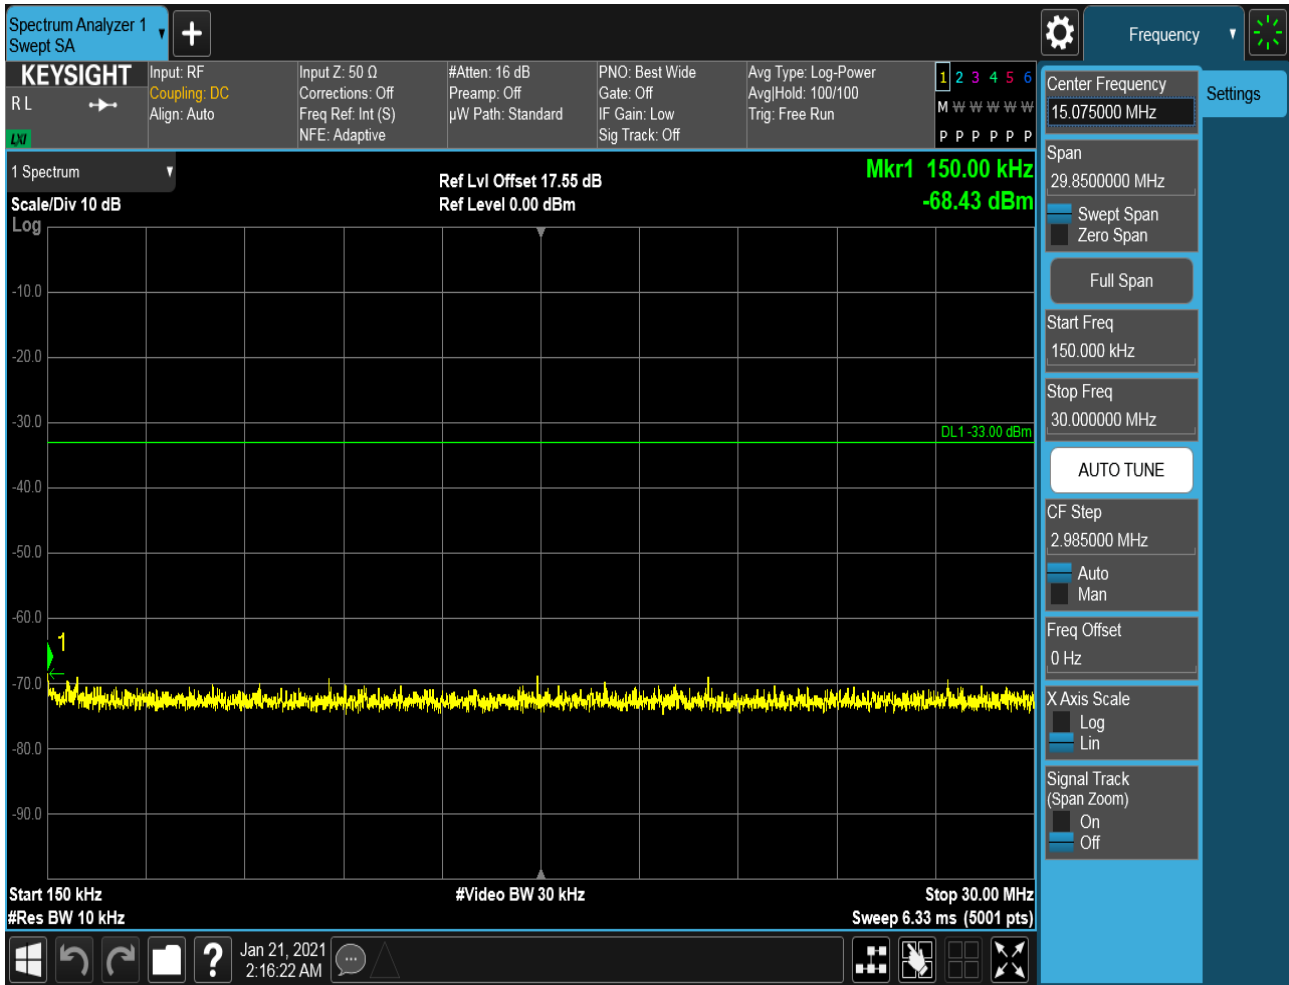 Spectrum Analyzer 1
Swept SA
Frequency
KEYSIGHT
R L
LXI
Input: RF
Coupling: DC
Align: Auto
Input Z: 50 Ω
Corrections: Off
Freq Ref: Int (S)
NFE: Adaptive
#Atten: 16 dB
Preamp: Off
µW Path: Standard
PNO: Best Wide
Gate: Off
IF Gain: Low
Sig Track: Off
Avg Type: Log-Power
Avg|Hold: 100/100
Trig: Free Run
1 2 3 4 5 6
M W W W W W
P P P P P P
1 Spectrum
Scale/Div 10 dB
Log
Ref Lvl Offset 17.55 dB
Ref Level 0.00 dBm
Mkr1 150.00 kHz
-68.43 dBm
-10.0
-20.0
-30.0
DL1 -33.00 dBm
-40.0
-50.0
-60.0
1
-70.0
-80.0
-90.0
Start 150 kHz
#Res BW 10 kHz
#Video BW 30 kHz
Stop 30.00 MHz
Sweep 6.33 ms (5001 pts)
?
Jan 21, 2021
2:16:22 AM
Center Frequency
15.075000 MHz
Settings
Span
29.8500000 MHz
Swept Span
Zero Span
Full Span
Start Freq
150.000 kHz
Stop Freq
30.000000 MHz
AUTO TUNE
CF Step
2.985000 MHz
Auto
Man
Freq Offset
0 Hz
X Axis Scale
Log
Lin
Signal Track
(Span Zoom)
On
Off